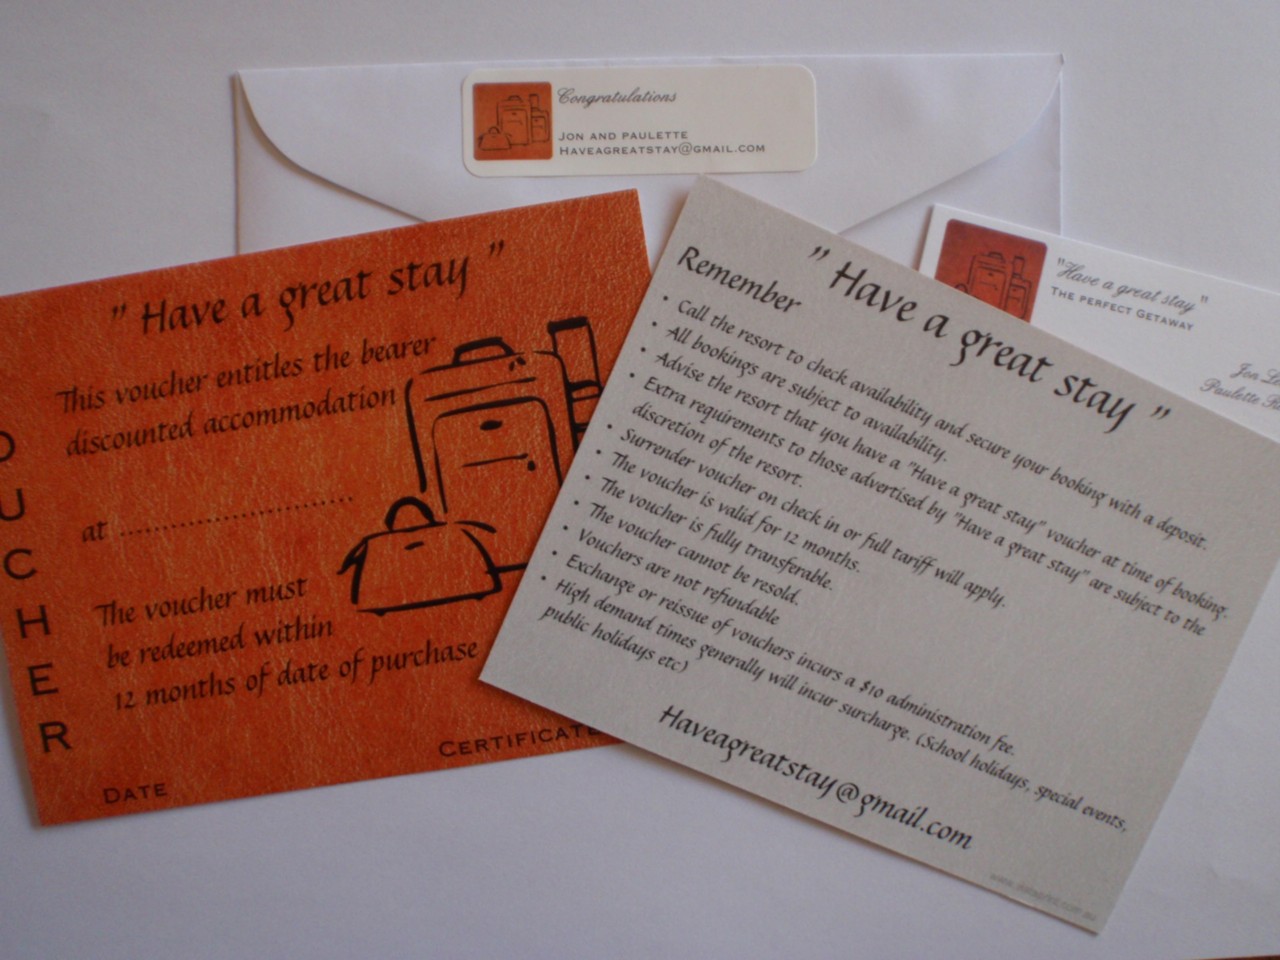 Congratulations
JON AND PAULETTE
HAVEAGREATSTAY@GMAIL.COM
" Have a great stay "
This voucher entitles the bearer
discounted accommodation
at ..............................
The voucher must
be redeemed within
12 months of date of purchase
UCHER
CERTIFICATE
DATE
" Have a great stay "
Remember
• Call the resort to check availability and secure your booking with a deposit.
• All bookings are subject to availability.
• Advise the resort that you have a "Have a great stay" voucher at time of booking.
• Extra requirements to those advertised by "Have a great stay" are subject to the
discretion of the resort.
• Surrender voucher on check in or full tariff will apply.
• The voucher is valid for 12 months.
• The voucher is fully transferable.
• The voucher cannot be resold.
• Vouchers are not refundable
• Exchange or reissue of vouchers incurs a $10 administration fee.
• High demand times generally will incur surcharge. (School holidays, special events,
public holidays etc)
Haveagreatstay@gmail.com
"Have a great stay"
THE PERFECT GETAWAY
Jon
Paulette